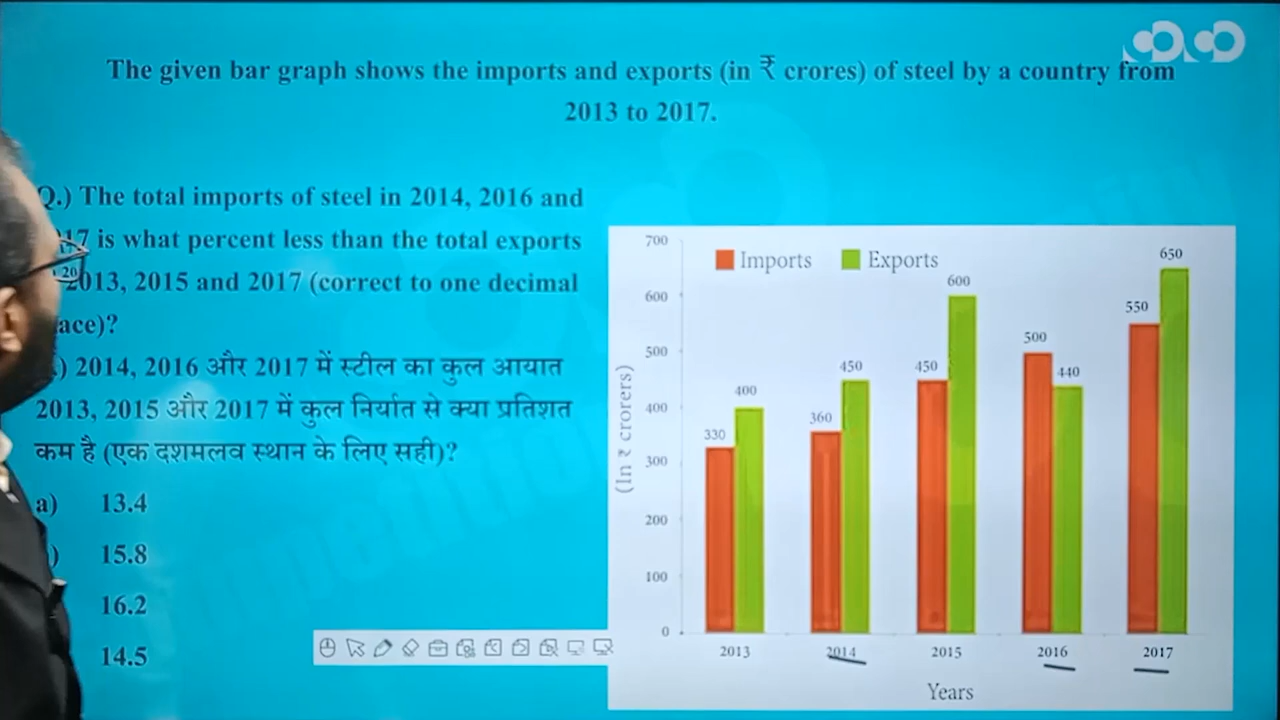 The given bar graph shows the imports and exports (in ₹ crores) of steel by a country from
2013 to 2017.
Q.) The total imports of steel in 2014, 2016 and
17 is what percent less than the total exports
2013, 2015 and 2017 (correct to one decimal
ace)?
) 2014, 2016 और 2017 में स्टील का कुल आयात
2013, 2015 और 2017 में कुल निर्यात से क्या प्रतिशत
कम है (एक दशमलव स्थान के लिए सही)?
a) 13.4
) 15.8
16.2
14.5
Imports Exports
(In ₹ crorers)
700
600
500
400
300
200
100
0
330
400
360
450
450
600
500
440
550
650
2013 2014 2015 2016 2017
Years